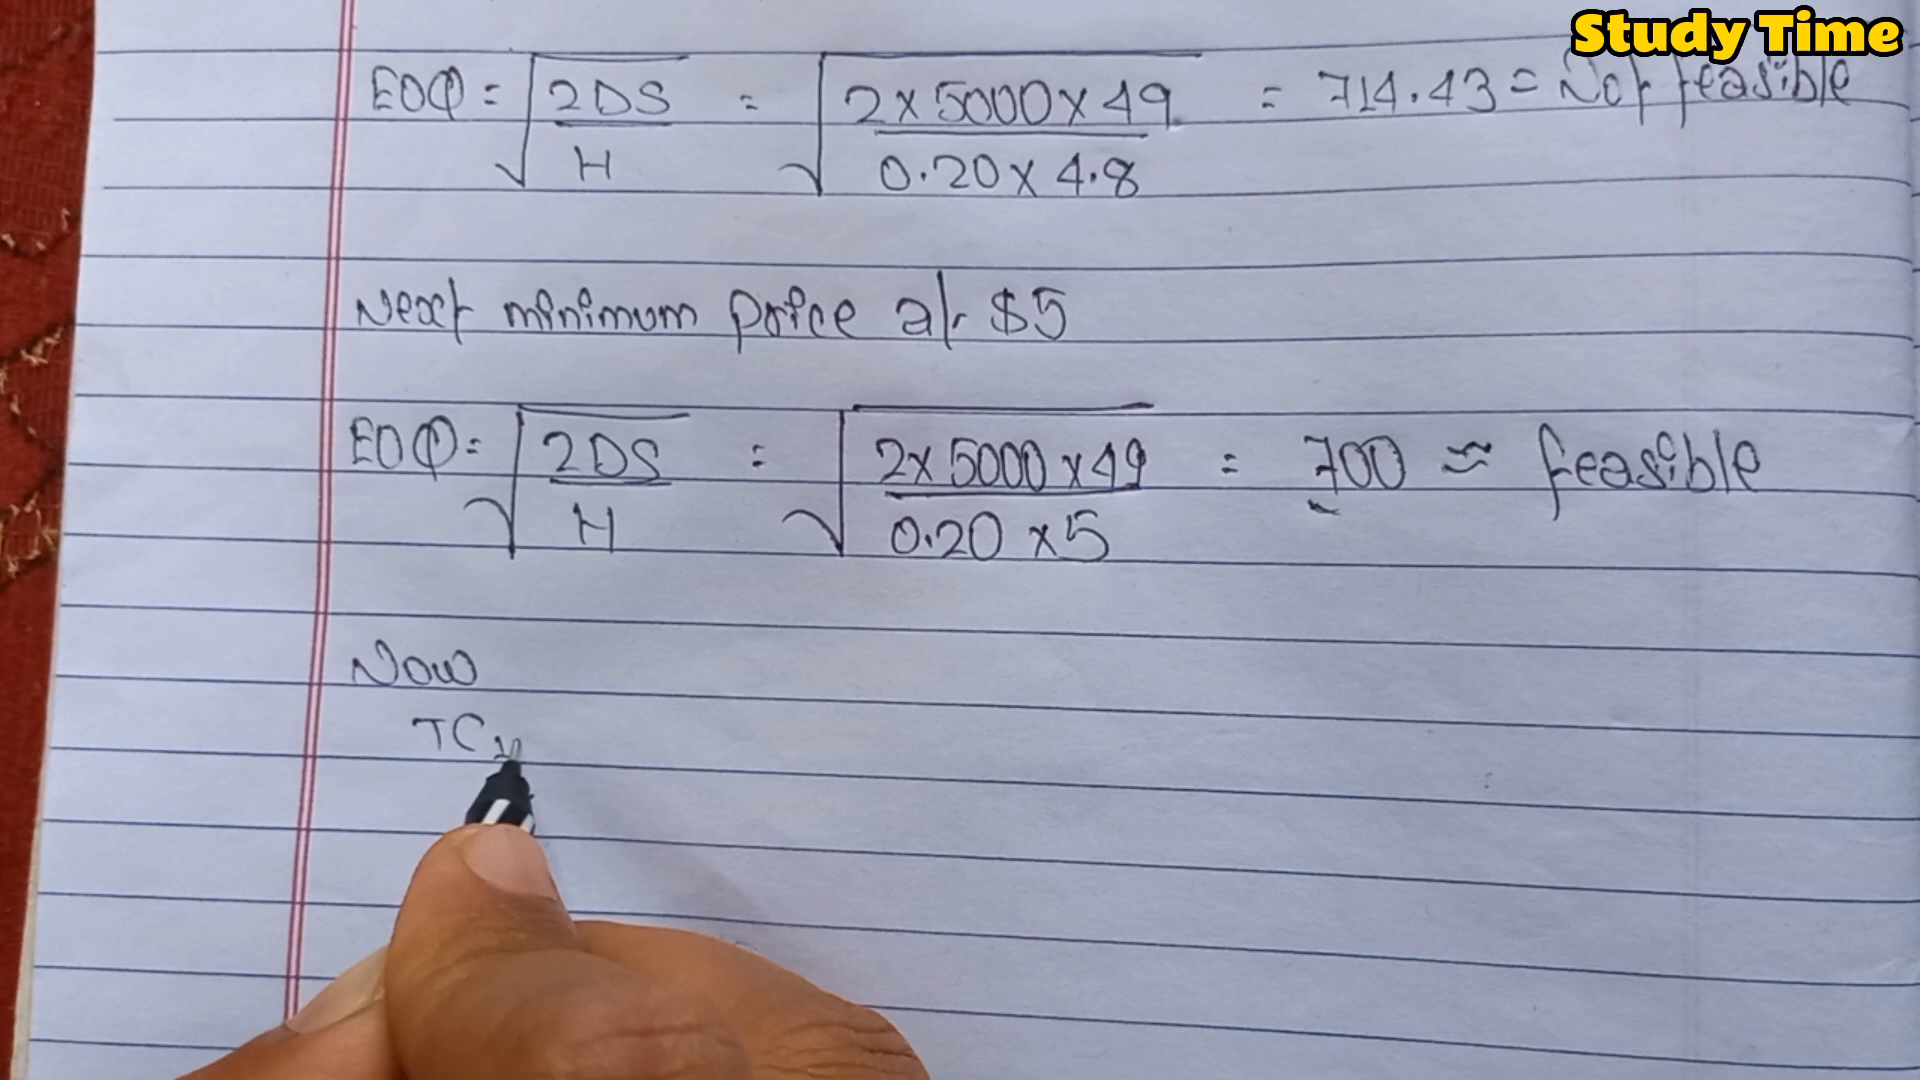 Study Time
EOQ = √2DS/H = √2 x 5000 x 49/0.20 x 4.8 = 714.43 = Not feasible
Next minimum price at $5
EOQ = √2DS/H = √2 x 5000 x 49/0.20 x 5 = 700 ≈ feasible
Now
TC